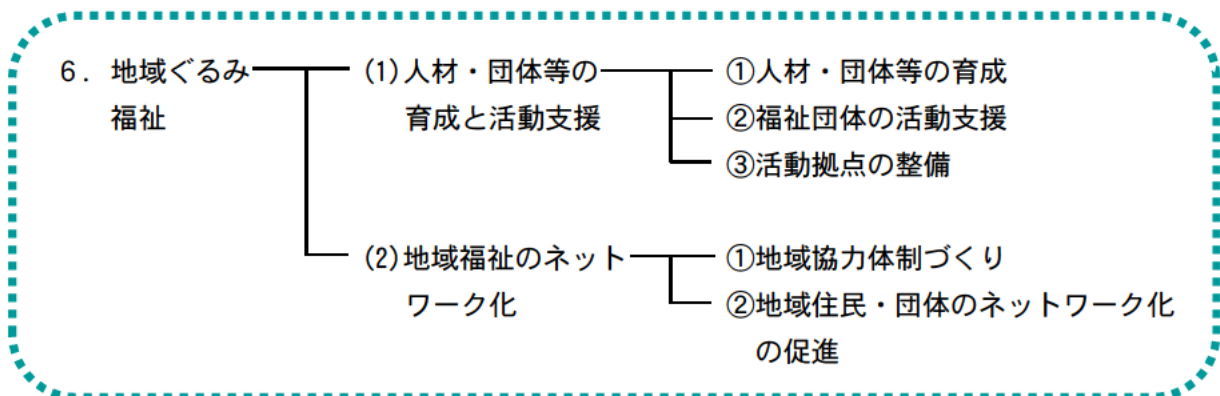 6．地域ぐるみ福祉
(1)人材・団体等の育成と活動支援
①人材・団体等の育成
②福祉団体の活動支援
③活動拠点の整備
(2)地域福祉のネットワーク化
①地域協力体制づくり
②地域住民・団体のネットワーク化の促進